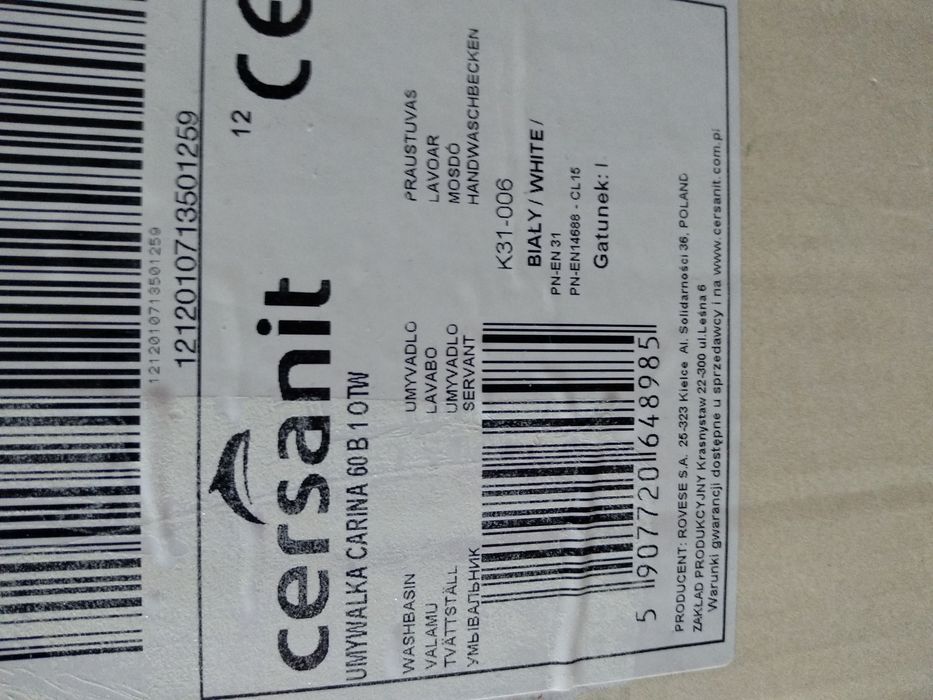 1212010713501259
1212010713501259
cersanit
12 CE
UMYWALKA CARINA 60 B 1 OTW
WASHBASIN UMYVADLO PRAUSTUVAS
VALAMU LAVABO LAVOAR
TVÄTTSTÄLL UMYVADLO MOSDÓ
УМЫВАЛЬНИК SERVANT HANDWASCHBECKEN
K31-006
BIAŁY / WHITE /
PN-EN 31
PN-EN14688 - CL15
Gatunek: I
5 907720 648985
PRODUCENT: ROVESE S.A. 25-323 Kielce Al. Solidarności 36, POLAND
ZAKŁAD PRODUKCYJNY Krasnystaw 22-300 ul.Leśna 6
Warunki gwarancji dostępne u sprzedawcy i na www.cersanit.com.pl